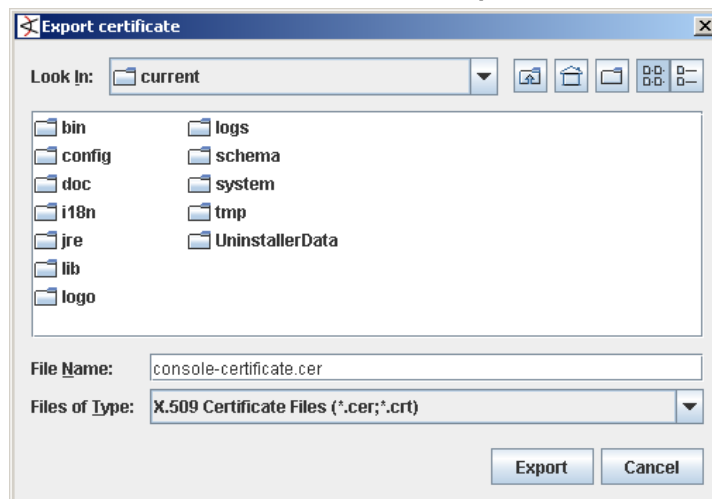 Export certificate
Look In: current
bin logs
config schema
doc system
i18n tmp
jre UninstallerData
lib
logo
File Name: console-certificate.cer
Files of Type: X.509 Certificate Files (*.cer;*.crt)
Export Cancel